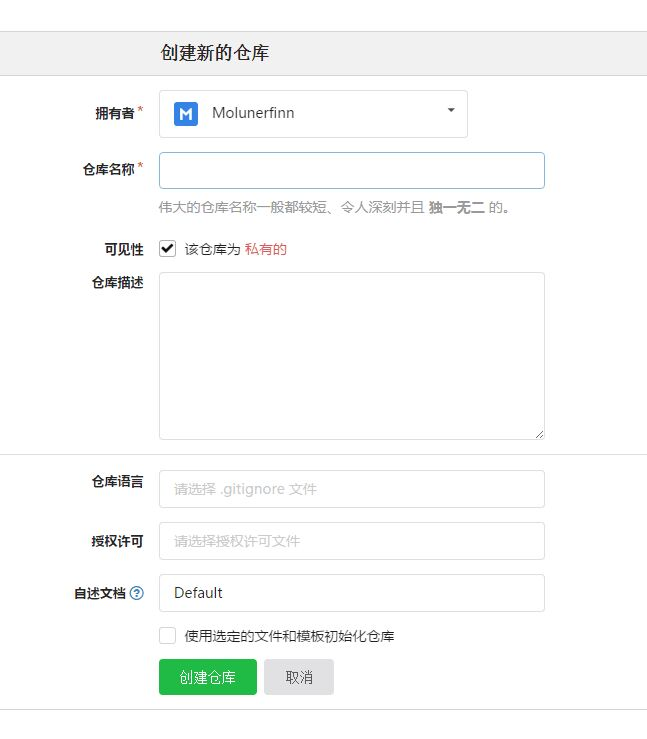 创建新的仓库
拥有者 * M Molunerfinn
仓库名称 *
伟大的仓库名称一般都较短、令人深刻并且 独一无二 的。
可见性 该仓库为 私有的
仓库描述
仓库语言 请选择 .gitignore 文件
授权许可 请选择授权许可文件
自述文档 ? Default
使用选定的文件和模板初始化仓库
创建仓库 取消